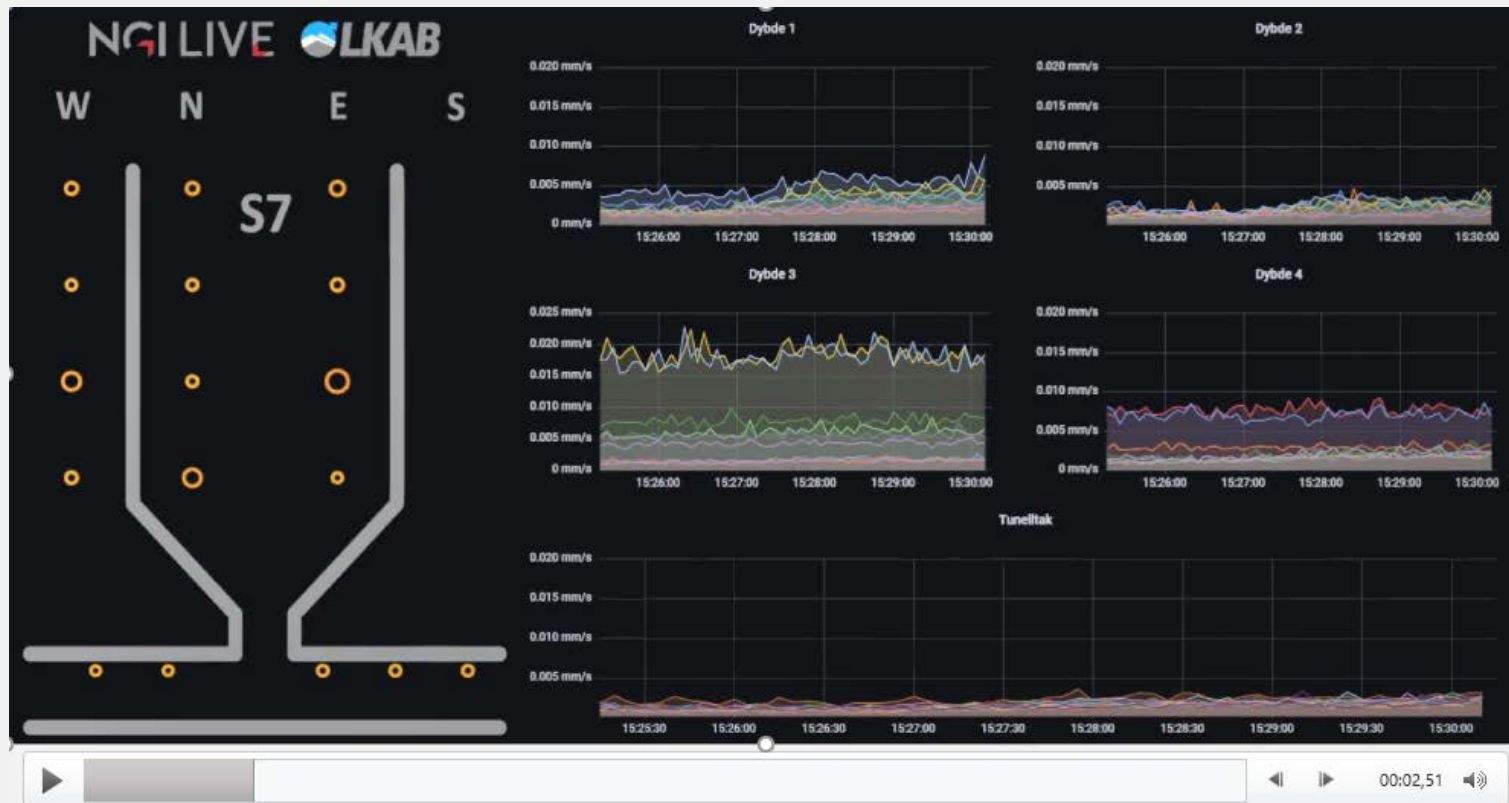 NGI LIVE LKAB
W N E S
S7
Dybde 1
0.020 mm/s
0.015 mm/s
0.010 mm/s
0.005 mm/s
0 mm/s
15:26:00 15:27:00 15:28:00 15:29:00 15:30:00
Dybde 2
0.020 mm/s
0.015 mm/s
0.010 mm/s
0.005 mm/s
0 mm/s
15:26:00 15:27:00 15:28:00 15:29:00 15:30:00
Dybde 3
0.025 mm/s
0.020 mm/s
0.015 mm/s
0.010 mm/s
0.005 mm/s
0 mm/s
15:26:00 15:27:00 15:28:00 15:29:00 15:30:00
Dybde 4
0.020 mm/s
0.015 mm/s
0.010 mm/s
0.005 mm/s
0 mm/s
15:26:00 15:27:00 15:28:00 15:29:00 15:30:00
Tunelltak
0.020 mm/s
0.015 mm/s
0.010 mm/s
0.005 mm/s
15:25:30 15:26:00 15:26:30 15:27:00 15:27:30 15:28:00 15:28:30 15:29:00 15:29:30 15:30:00
00:02,51